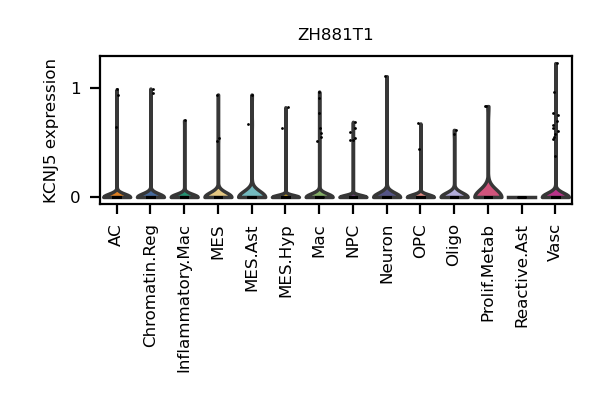 ZH881T1
KCNJ5 expression
1
0
AC
Chromatin.Reg
Inflammatory.Mac
MES
MES.Ast
MES.Hyp
Mac
NPC
Neuron
OPC
Oligo
Prolif.Metab
Reactive.Ast
Vasc